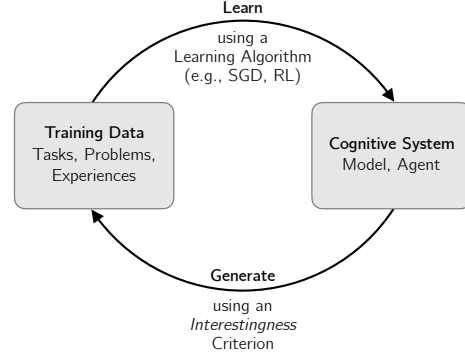 Learn
using a
Learning Algorithm
(e.g., SGD, RL)
Training Data
Tasks, Problems,
Experiences
Cognitive System
Model, Agent
Generate
using an
Interestingness
Criterion